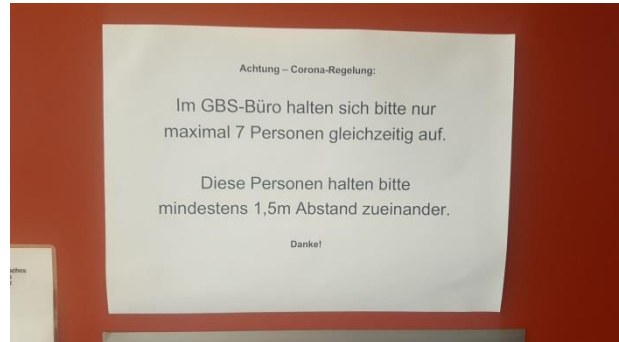 Achtung – Corona-Regelung:
Im GBS-Büro halten sich bitte nur
maximal 7 Personen gleichzeitig auf.
Diese Personen halten bitte
mindestens 1,5m Abstand zueinander.
Danke!